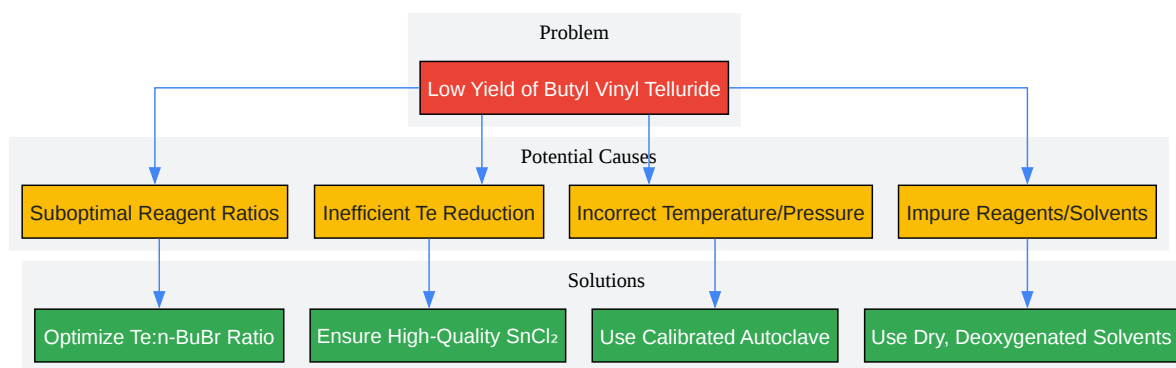 Problem
Low Yield of Butyl Vinyl Telluride
Potential Causes
Suboptimal Reagent Ratios
Inefficient Te Reduction
Incorrect Temperature/Pressure
Impure Reagents/Solvents
Solutions
Optimize Te:n-BuBr Ratio
Ensure High-Quality SnCl₂
Use Calibrated Autoclave
Use Dry, Deoxygenated Solvents